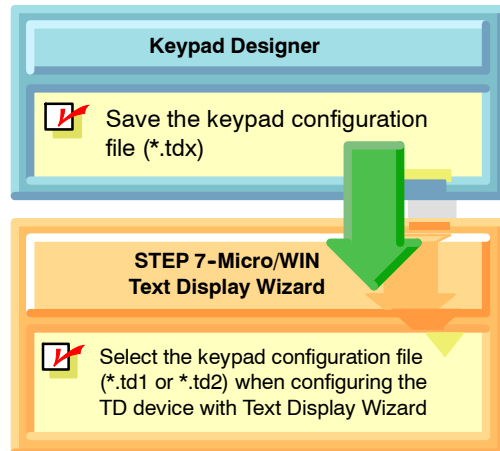 Keypad Designer
Save the keypad configuration
file (*.tdx)
STEP 7-Micro/WIN
Text Display Wizard
Select the keypad configuration file
(*.td1 or *.td2) when configuring the
TD device with Text Display Wizard